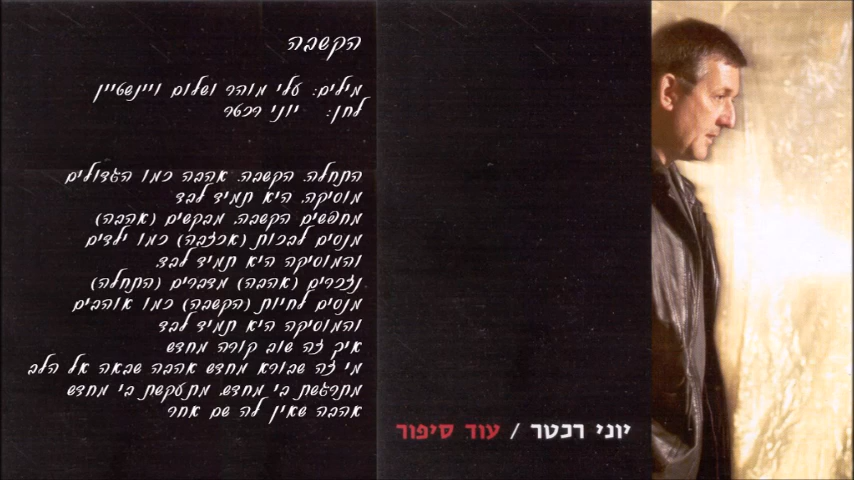 הקשבה
מילים: עלי מוהר ושלום ויינשטיין
לחן: יוני רכטר
התחלה. הקשבה. אהבה כמו הגדולים
מוסיקה, היא תמיד לבד
מחפשים הקשבה, מבקשים (אהבה)
מנסים לבכות (אכזבה) כמו ילדים
והמוסיקה היא תמיד לבד.
נזכרים (אהבה) מדברים (התחלה)
מנסים לחיות (הקשבה) כמו אוהבים
והמוסיקה היא תמיד לבד
איך זה שוב קורה מחדש
מי זה שבורא מחדש אהבה שבאה אל הלב
מתרגשת בי מחדש, מתעקשת בי מחדש
אהבה שאין לה שם אחר
יוני רכטר / עוד סיפור